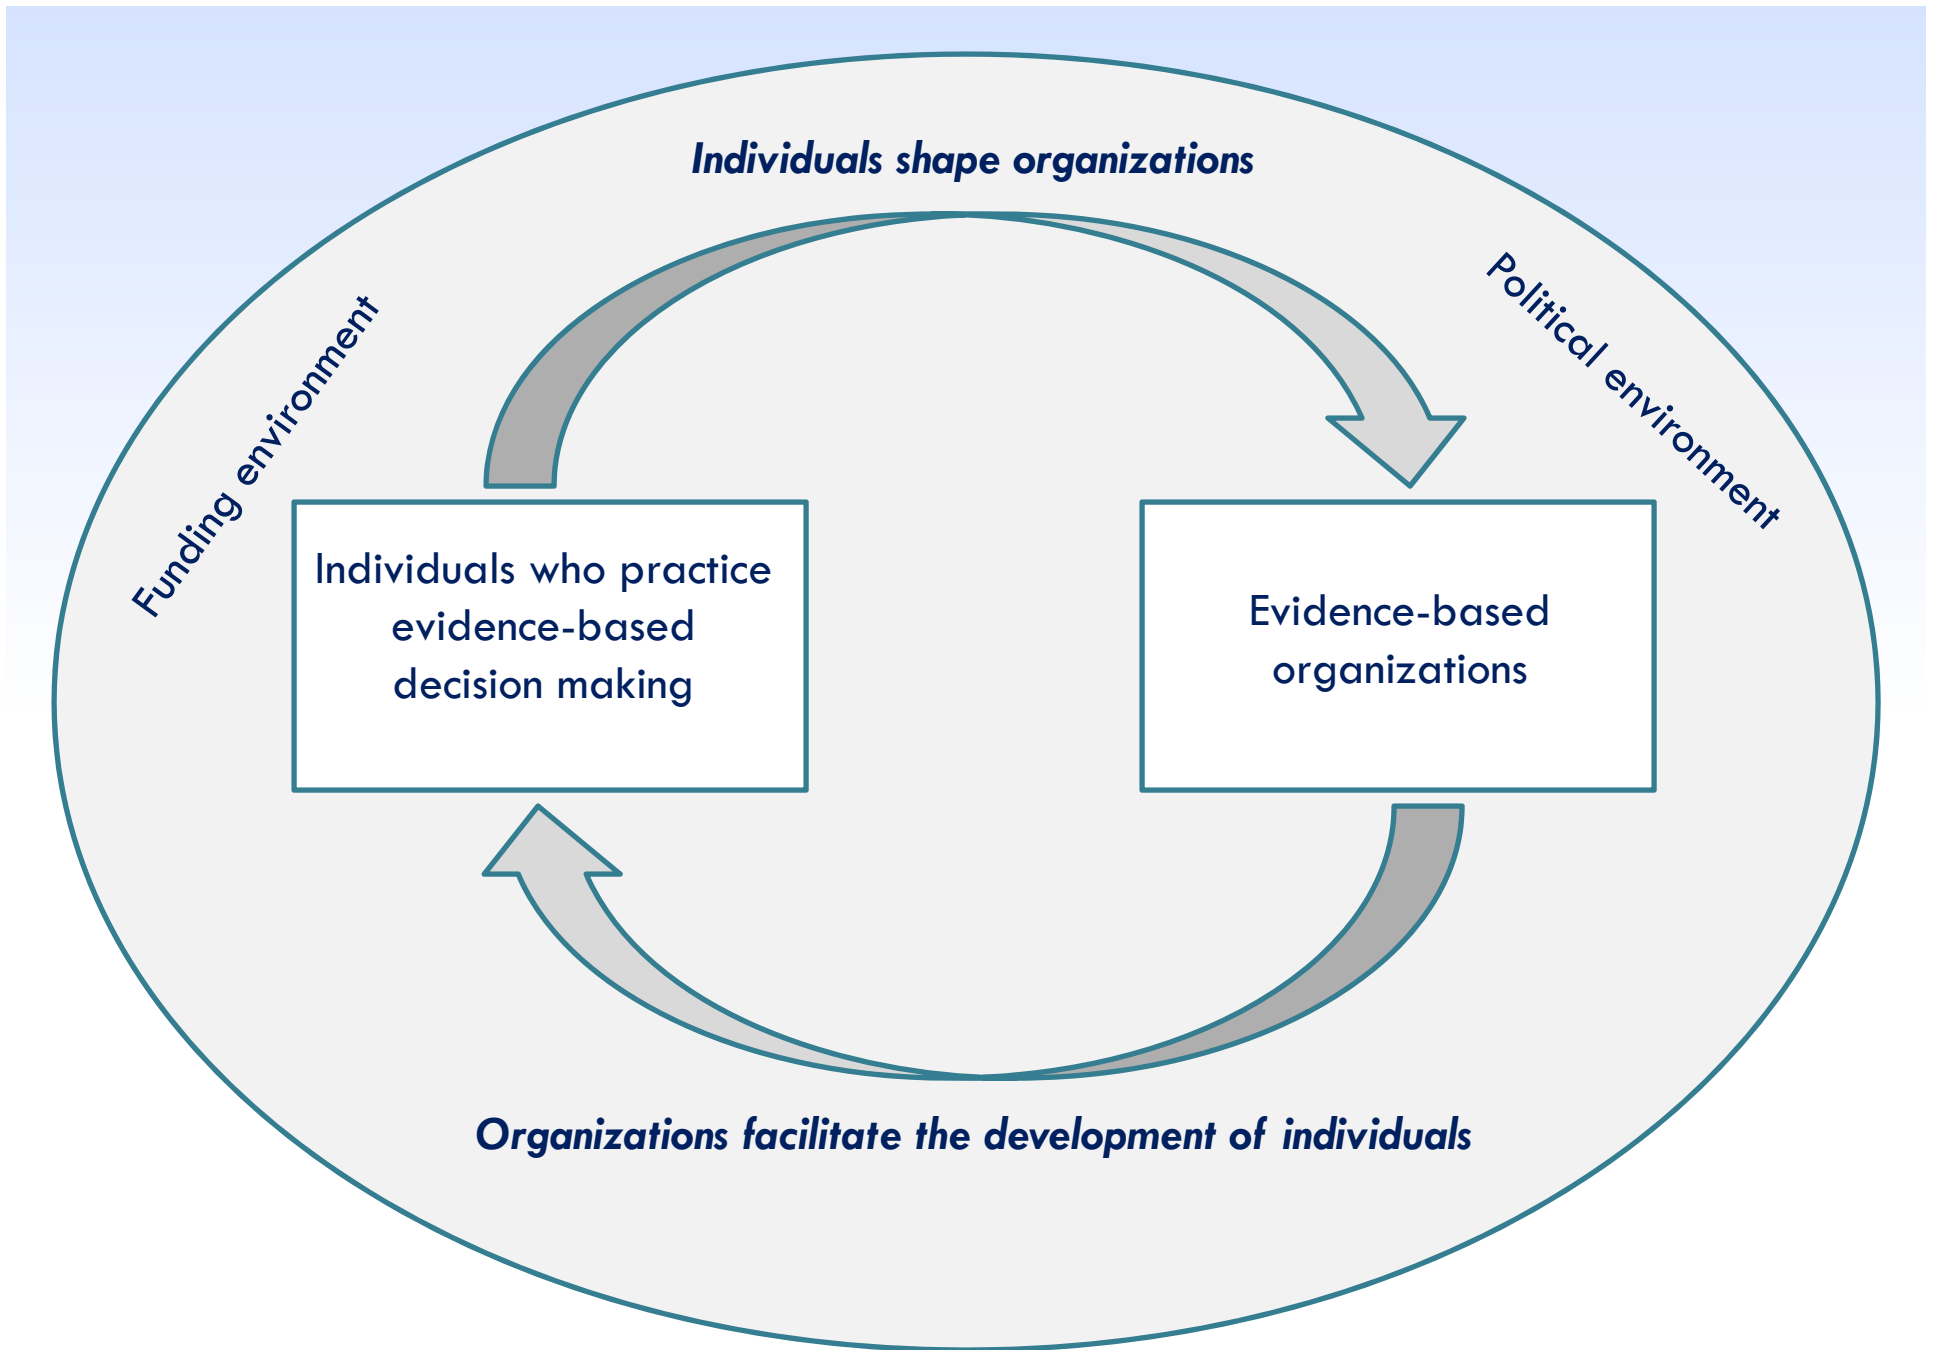 Individuals shape organizations
Funding environment
Political environment
Individuals who practice
evidence-based
decision making
Evidence-based
organizations
Organizations facilitate the development of individuals